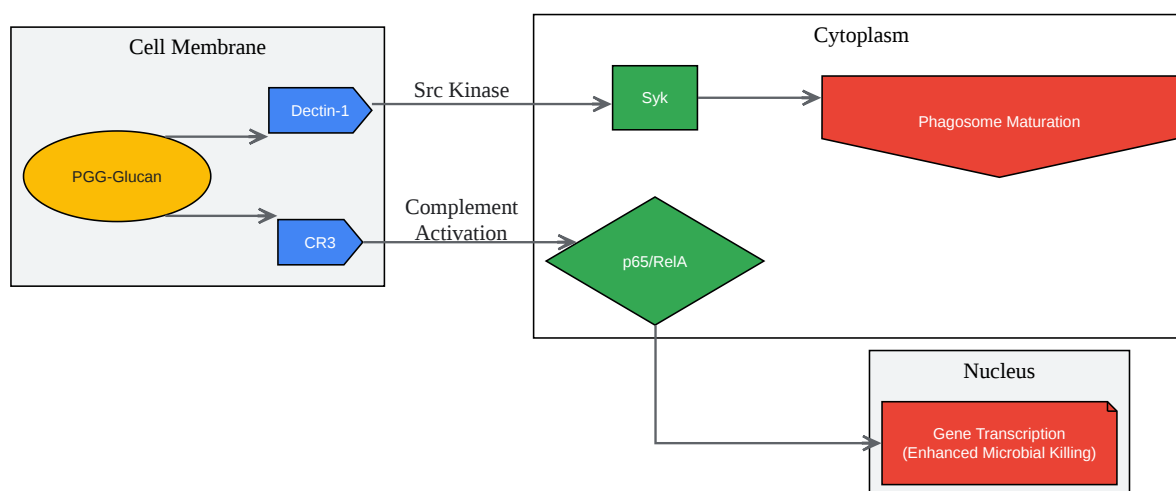 Cell Membrane
Cytoplasm
Dectin-1
Src Kinase
Syk
Phagosome Maturation
PGG-Glucan
CR3
Complement
Activation
p65/RelA
Nucleus
Gene Transcription
(Enhanced Microbial Killing)